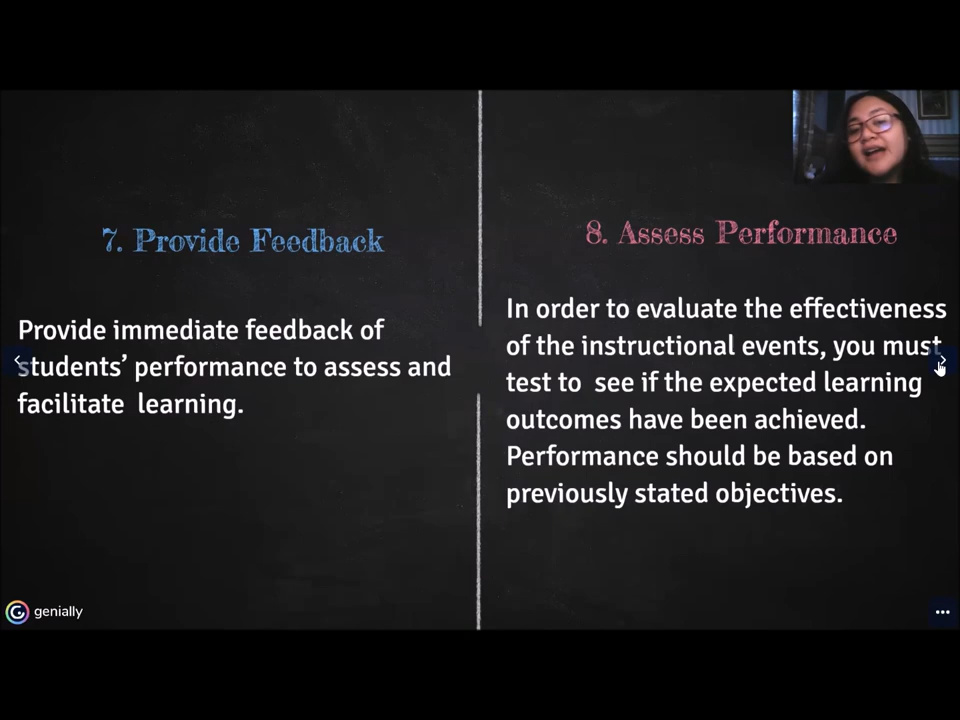 7. Provide Feedback
Provide immediate feedback of
students’ performance to assess and
facilitate learning.
8. Assess Performance
In order to evaluate the effectiveness
of the instructional events, you must
test to see if the expected learning
outcomes have been achieved.
Performance should be based on
previously stated objectives.
genially